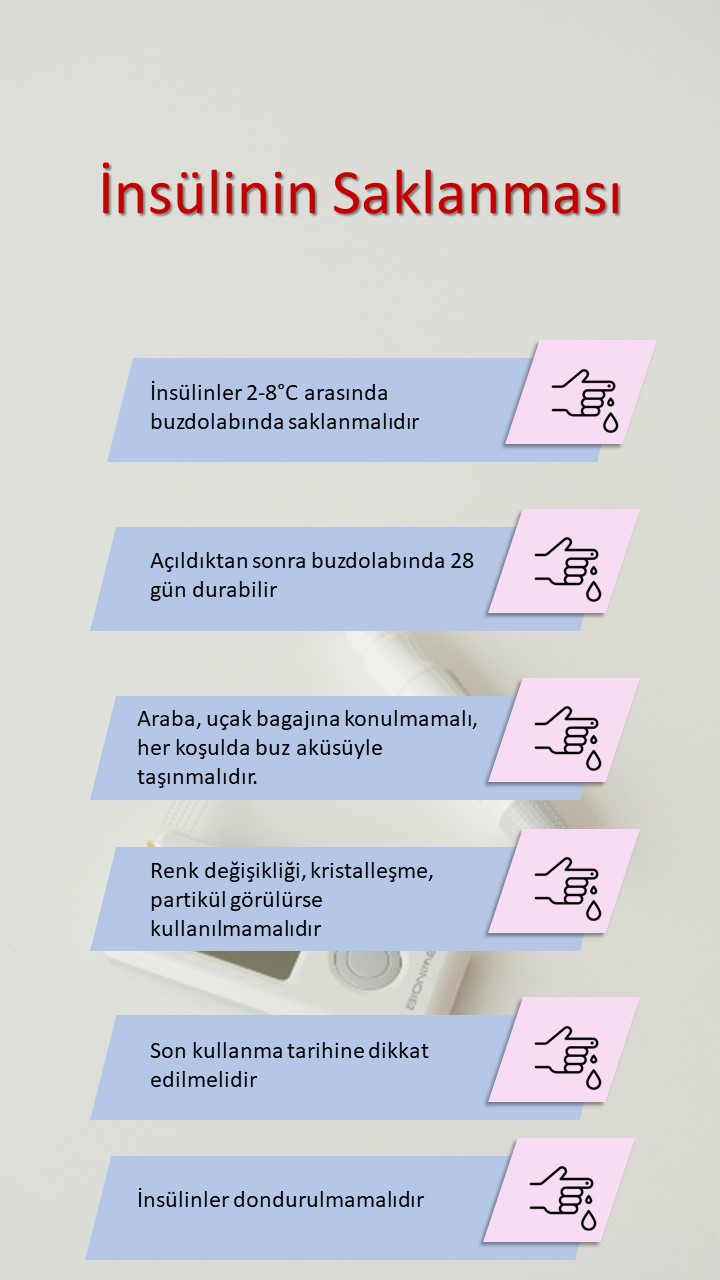 İnsülinin Saklanması
İnsülinler 2-8°C arasında
buzdolabında saklanmalıdır
Açıldıktan sonra buzdolabında 28
gün durabilir
Araba, uçak bagajına konulmamalı,
her koşulda buz aküsüyle
taşınmalıdır.
Renk değişikliği, kristalleşme,
partikül görülürse
kullanılmamalıdır
BIONIME
Son kullanma tarihine dikkat
edilmelidir
İnsülinler dondurulmamalıdır